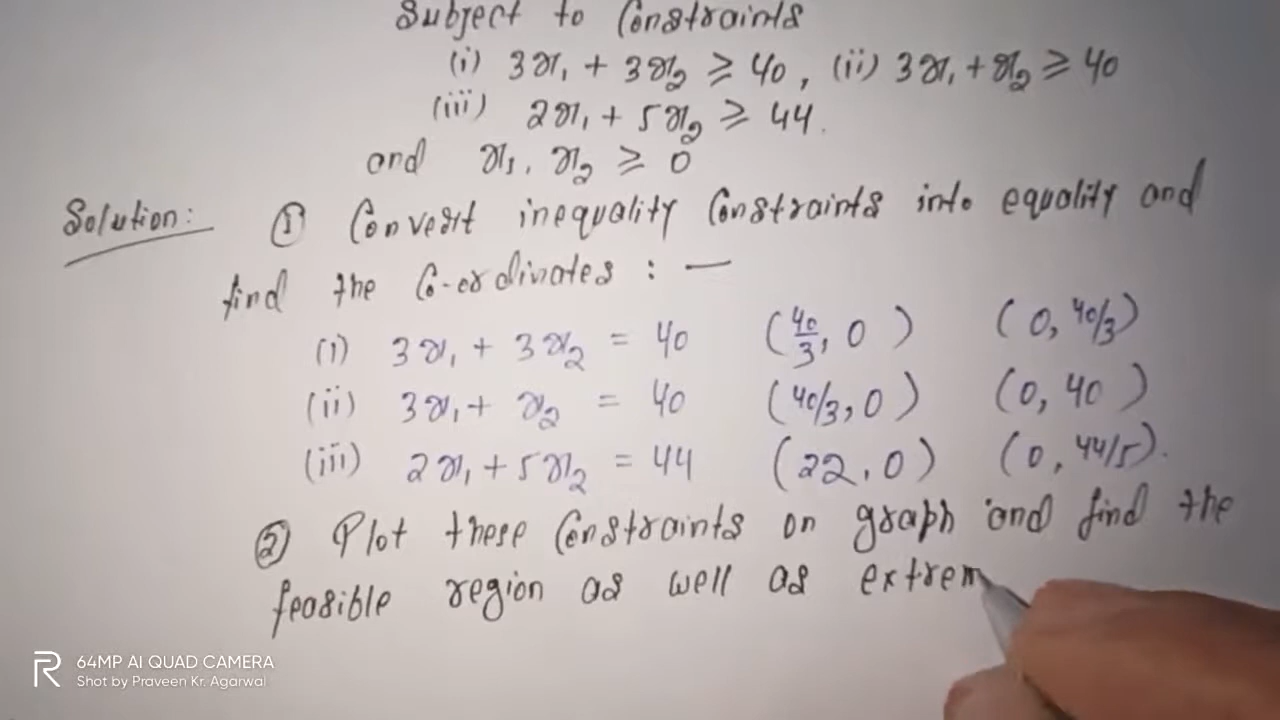 Subject to Constraints
(i) 3x₁ + 3x₂ ≥ 40, (ii) 3x₁ + x₂ ≥ 40
(iii) 2x₁ + 5x₂ ≥ 44.
and x₁, x₂ ≥ 0
Solution: ① Convert inequality Constraints into equality and
find the Co-ordinates : —
(i) 3x₁ + 3x₂ = 40 (40/3, 0) (0, 40/3)
(ii) 3x₁ + x₂ = 40 (40/3, 0) (0, 40)
(iii) 2x₁ + 5x₂ = 44 (22, 0) (0, 44/5).
② Plot these Constraints on graph and find the
feasible region as well as extrem
64MP AI QUAD CAMERA
Shot by Praveen Kr. Agarwal